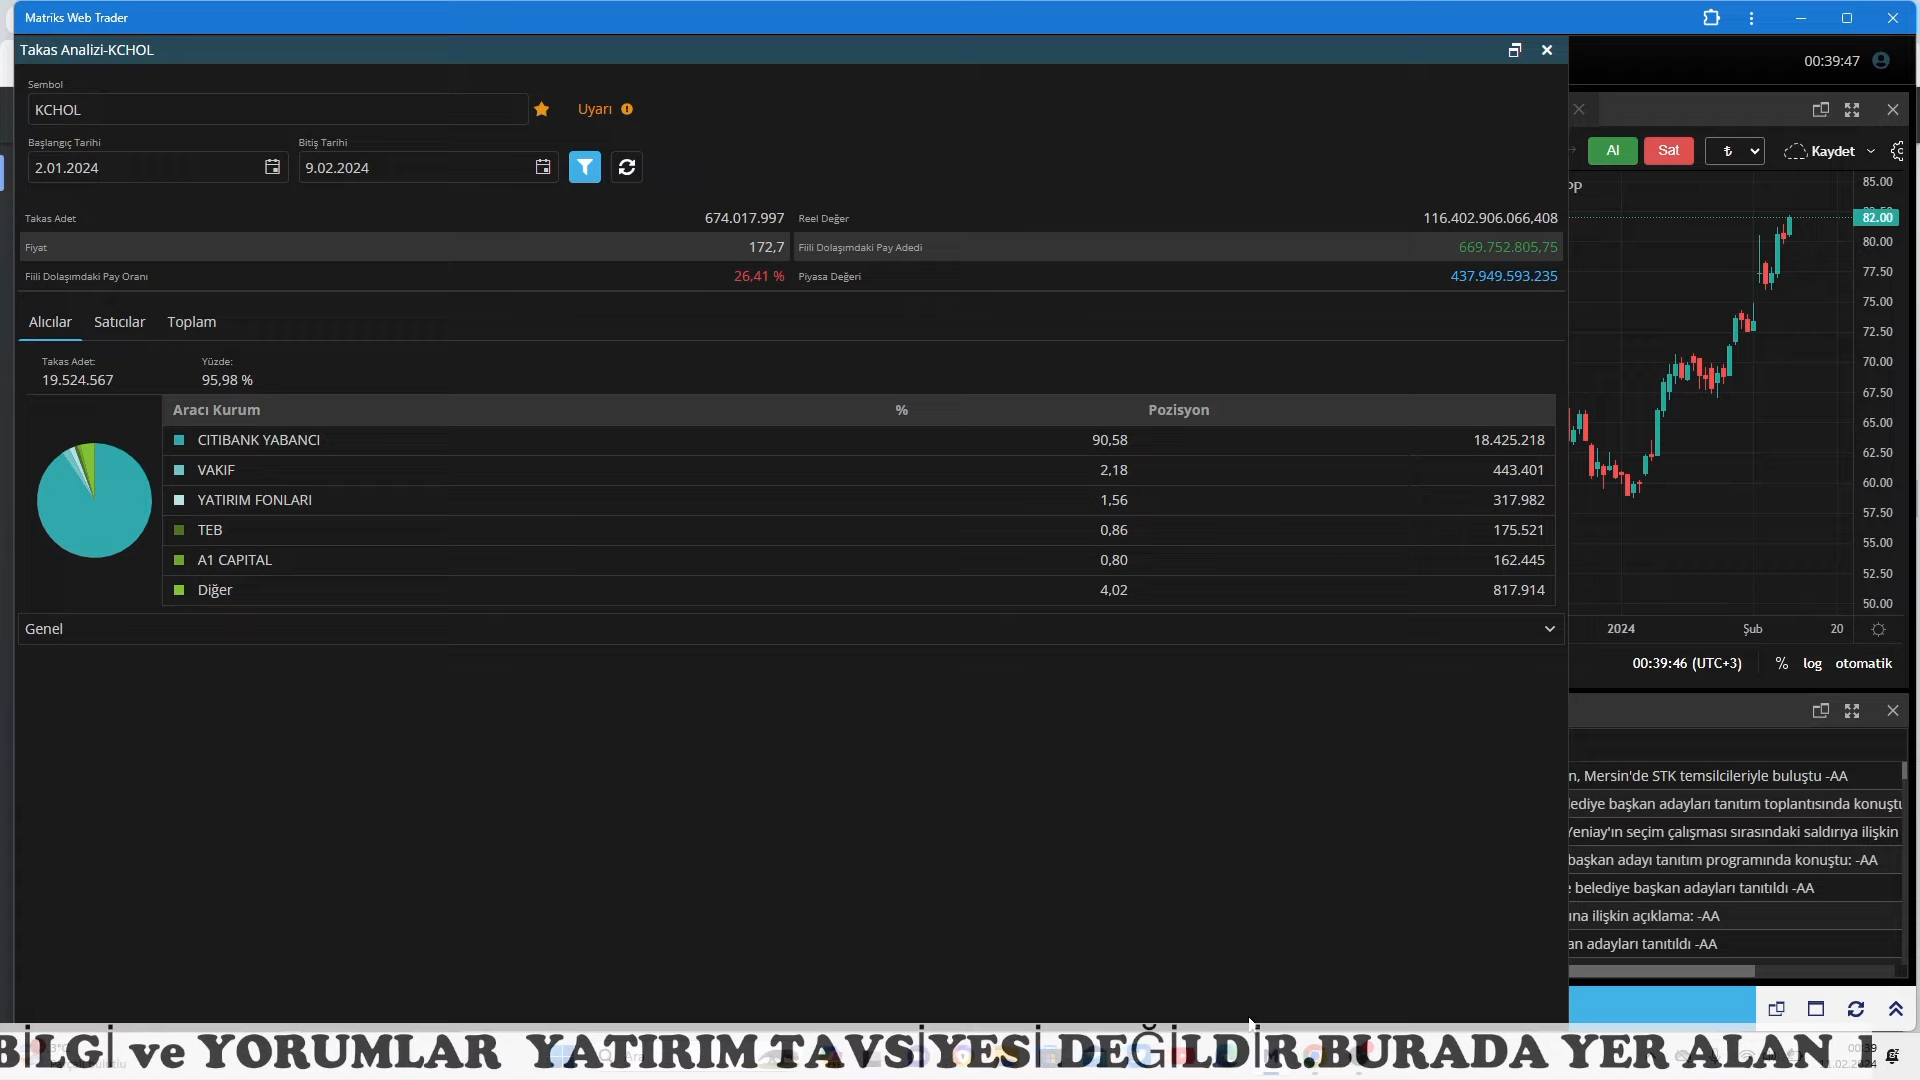 Matriks Web Trader
Takas Analizi-KCHOL
00:39:47
Sembol
KCHOL
Uyarı
Başlangıç Tarihi
Bitiş Tarihi
2.01.2024
9.02.2024
Al
Sat
₺
Kaydet
Takas Adet
674.017.997
Reel Değer
116.402.906.066,408
Fiyat
172,7
Fiili Dolaşımdaki Pay Adedi
669.752.805,75
Fiili Dolaşımdaki Pay Oranı
26,41 %
Piyasa Değeri
437.949.593.235
Alıcılar
Satıcılar
Toplam
Takas Adet:
Yüzde:
19.524.567
95,98 %
Aracı Kurum
%
Pozisyon
CITIBANK YABANCI
90,58
18.425.218
VAKIF
2,18
443.401
YATIRIM FONLARI
1,56
317.982
TEB
0,86
175.521
A1 CAPITAL
0,80
162.445
Diğer
4,02
817.914
Genel
85.00
82.00
80.00
77.50
75.00
72.50
70.00
67.50
65.00
62.50
60.00
57.50
55.00
52.50
50.00
2024
Şub
20
00:39:46 (UTC+3)
%
log
otomatik
n, Mersin'de STK temsilcileriyle buluştu -AA
lediye başkan adayları tanıtım toplantısında konuştu
Yeniay'ın seçim çalışması sırasındaki saldırıya ilişkin
başkan adayı tanıtım programında konuştu: -AA
e belediye başkan adayları tanıtıldı -AA
ına ilişkin açıklama: -AA
an adayları tanıtıldı -AA
BİLGİ ve YORUMLAR YATIRIM TAVSİYESİ DEĞİLDİR.BURADA YER ALAN